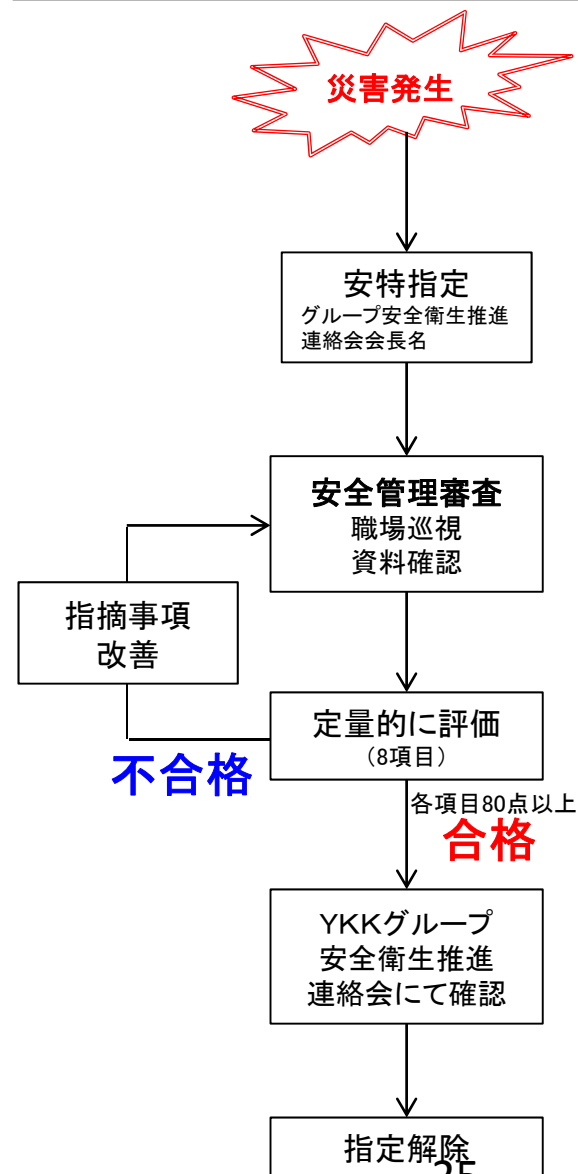 災害発生
安特指定
グループ安全衛生推進
連絡会会長名
安全管理審査
職場巡視
資料確認
指摘事項
改善
定量的に評価
（8項目）
不合格
各項目80点以上
合格
YKKグループ
安全衛生推進
連絡会にて確認
指定解除
25